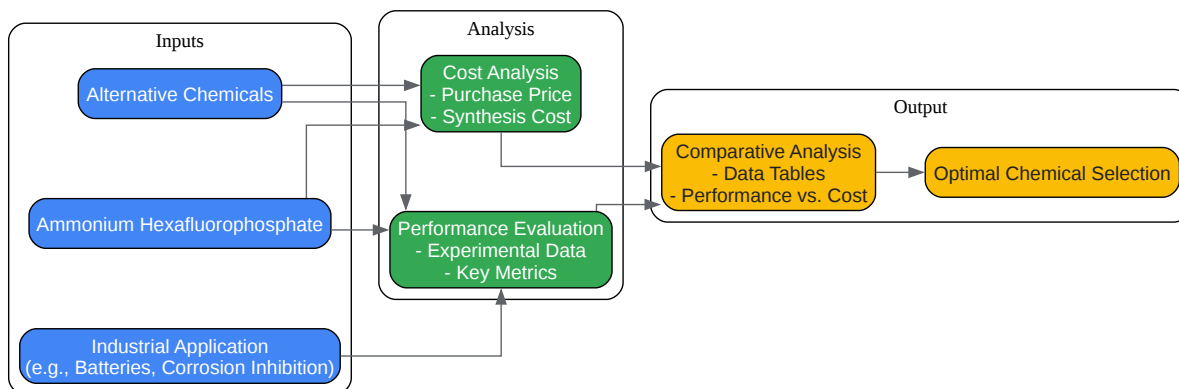 Inputs
Alternative Chemicals
Ammonium Hexafluorophosphate
Industrial Application
(e.g., Batteries, Corrosion Inhibition)
Analysis
Cost Analysis
- Purchase Price
- Synthesis Cost
Performance Evaluation
- Experimental Data
- Key Metrics
Output
Comparative Analysis
- Data Tables
- Performance vs. Cost
Optimal Chemical Selection